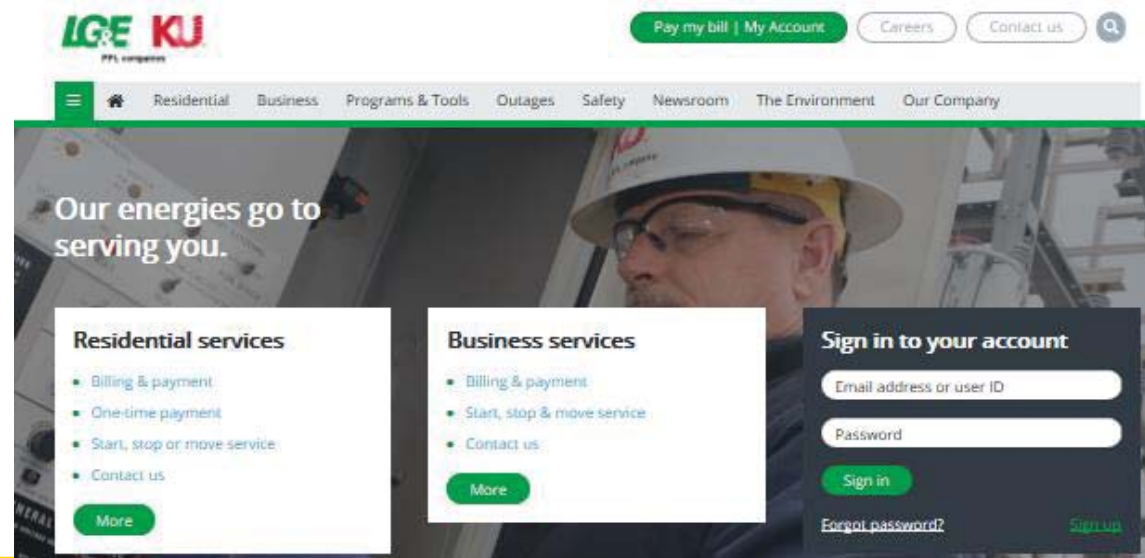 LG&E KU
PPL companies
Pay my bill | My Account
Careers
Contact us
Residential
Business
Programs & Tools
Outages
Safety
Newsroom
The Environment
Our Company
Our energies go to
serving you.
Residential services
Billing & payment
One-time payment
Start, stop or move service
Contact us
More
Business services
Billing & payment
Start, stop & move service
Contact us
More
Sign in to your account
Email address or user ID
Password
Sign in
Forgot password?
Sign up